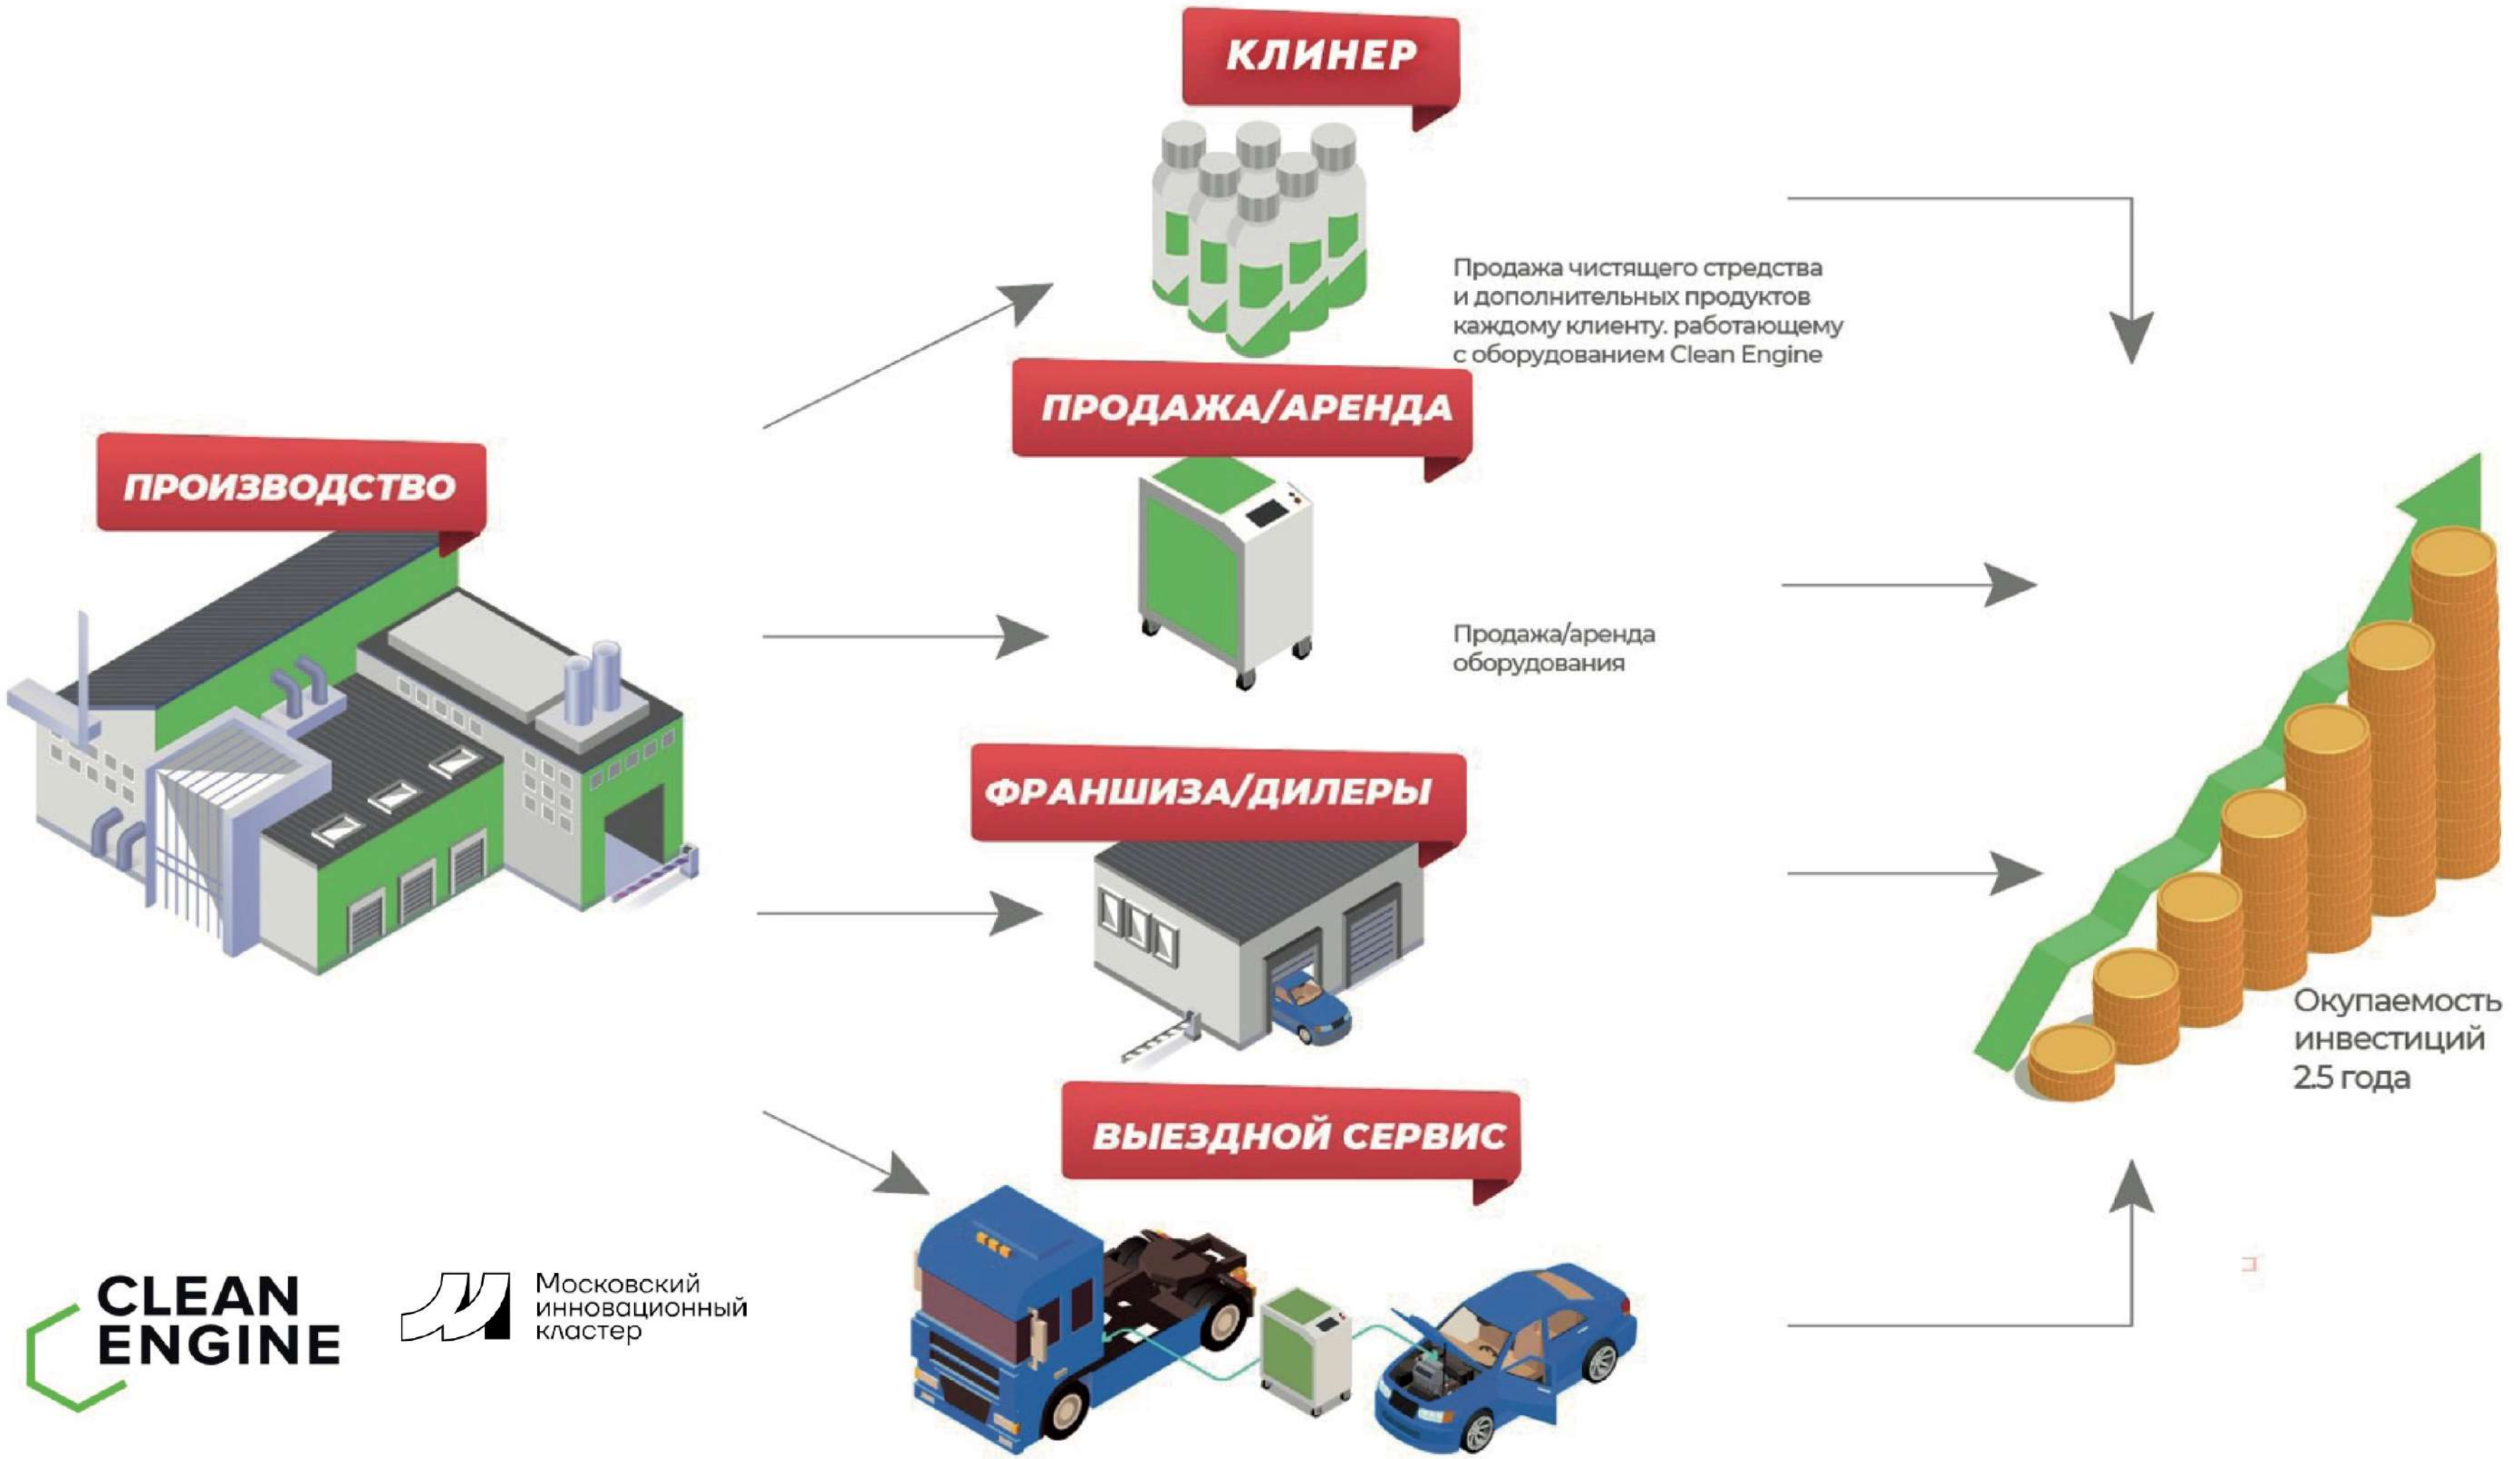 КЛИНЕР
Продажа чистящего стредства
и дополнительных продуктов
каждому клиенту. работающему
с оборудованием Clean Engine
ПРОДАЖА/АРЕНДА
ПРОИЗВОДСТВО
Продажа/аренда
оборудования
ФРАНШИЗА/ДИЛЕРЫ
Окупаемость
инвестиций
2.5 года
ВЫЕЗДНОЙ СЕРВИС
CLEAN
ENGINE
Московский
инновационный
кластер